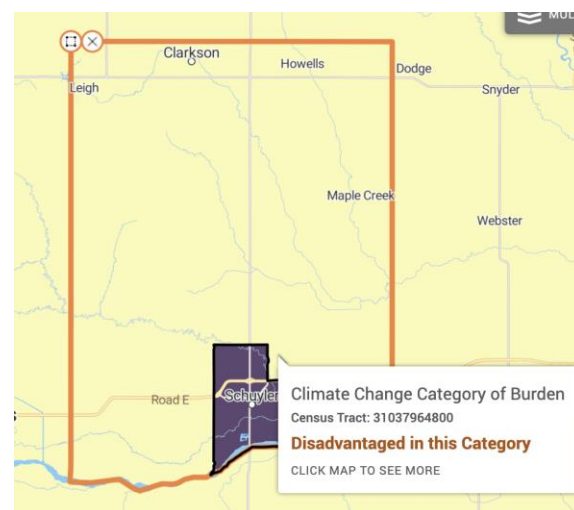 MUL
Clarkson
Howells
Dodge
Leigh
Snyder
Maple Creek
Webster
Schuyler
Road E
Climate Change Category of Burden
Census Tract: 31037964800
Disadvantaged in this Category
CLICK MAP TO SEE MORE